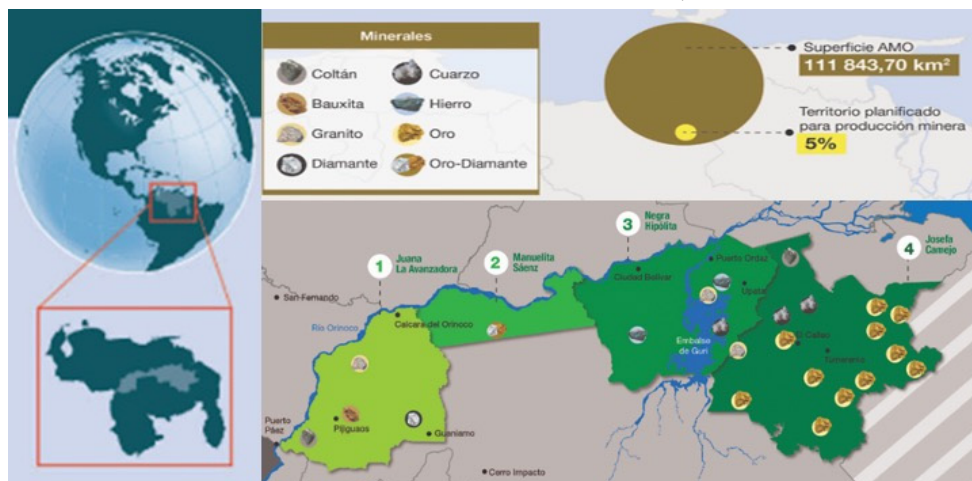 Minerales
Coltán
Cuarzo
Bauxita
Hierro
Granito
Oro
Diamante
Oro-Diamante
Superficie AMO
111 843,70 km²
Territorio planificado
para producción minera
5%
1
Juana
La Avanzadora
2
Manuelita
Sáenz
3
Negra
Hipólita
4
Josefa
Camejo
San Fernando
Río Orinoco
Caicara del Orinoco
Ciudad Bolívar
Puerto Ordaz
Upata
El Callao
Tumeremo
Embalse
de Guri
Puerto
Páez
Pijiguaos
Guaniamo
Cerro Impacto